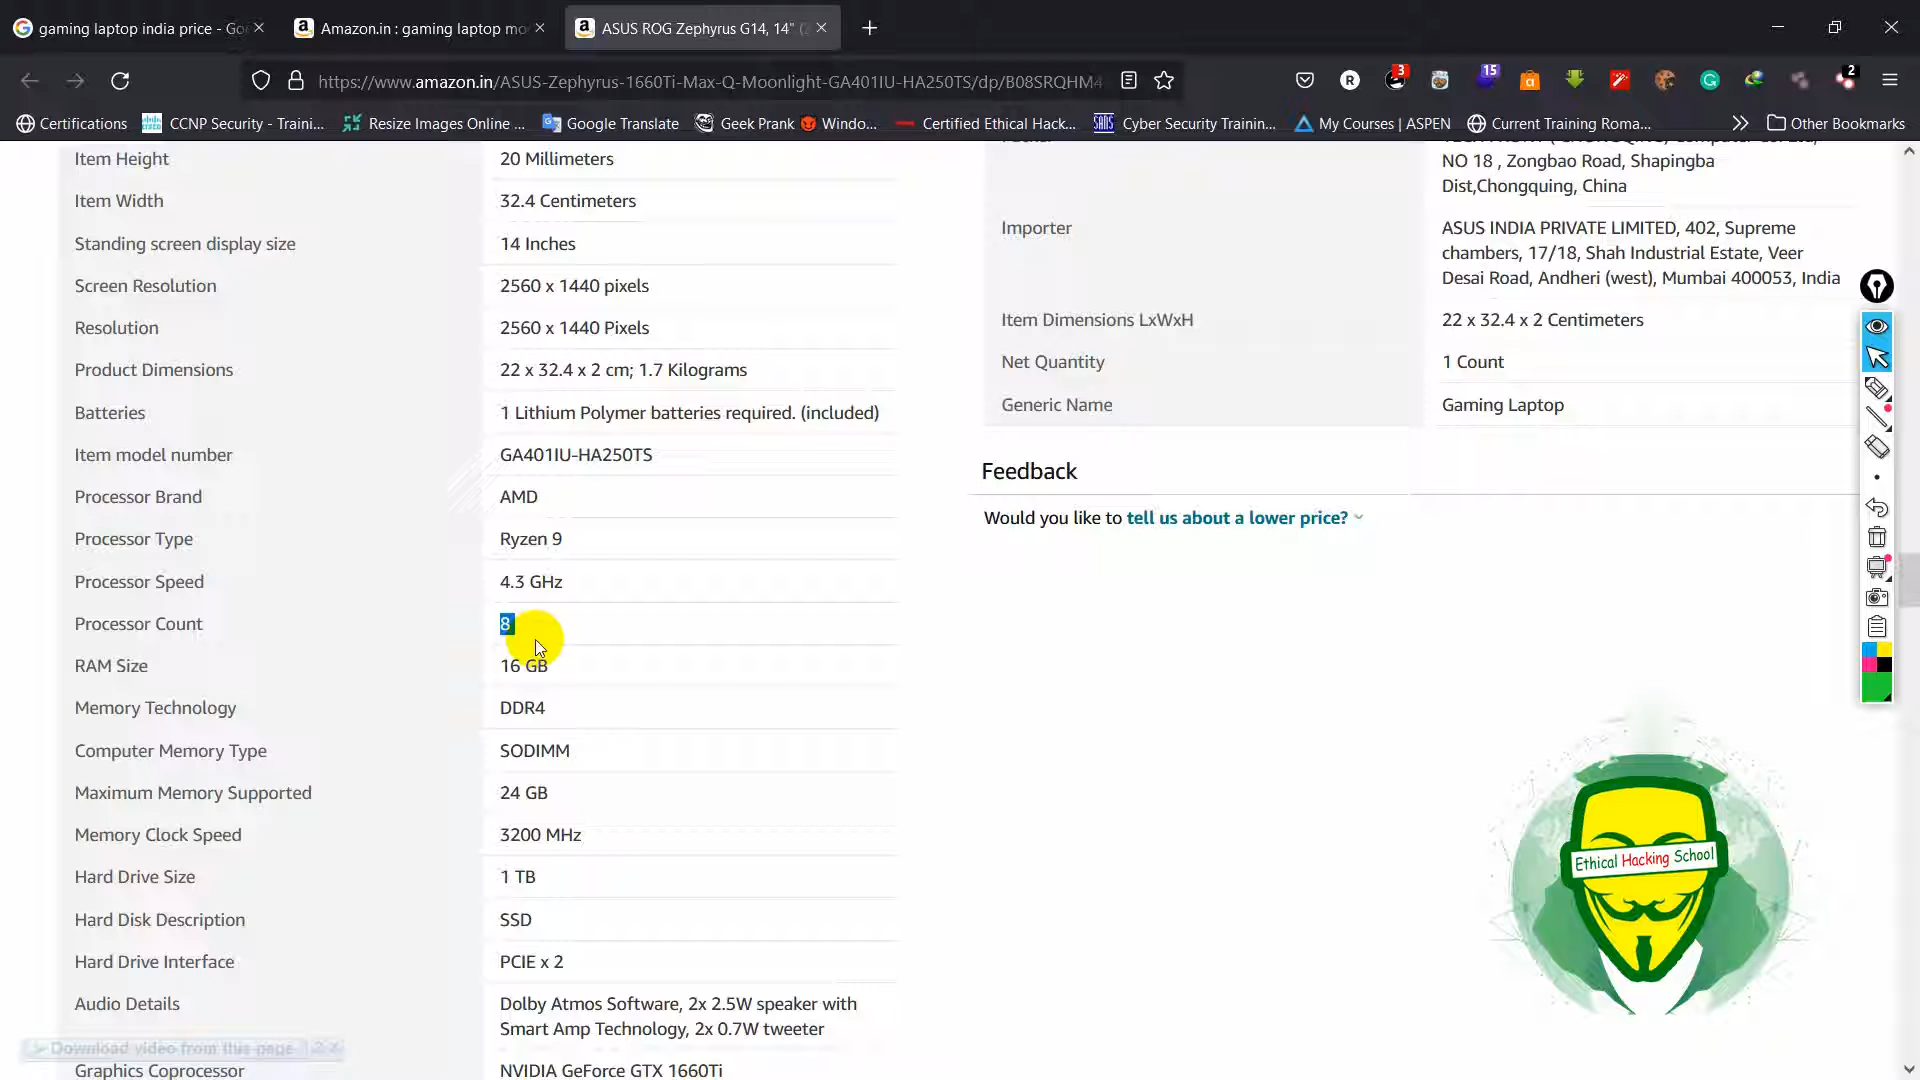 gaming laptop india price - Go
Amazon.in : gaming laptop mo
ASUS ROG Zephyrus G14, 14" (2
https://www.amazon.in/ASUS-Zephyrus-1660Ti-Max-Q-Moonlight-GA401IU-HA250TS/dp/B08SRQHM4
R
3
15
a
G
2
Certifications
CCNP Security - Traini...
Resize Images Online ...
Google Translate
Geek Prank
Windo...
Certified Ethical Hack...
SANS
Cyber Security Trainin...
My Courses | ASPEN
Current Training Roma...
Other Bookmarks
Item Height 20 Millimeters
Item Width 32.4 Centimeters
Standing screen display size 14 Inches
Screen Resolution 2560 x 1440 pixels
Resolution 2560 x 1440 Pixels
Product Dimensions 22 x 32.4 x 2 cm; 1.7 Kilograms
Batteries 1 Lithium Polymer batteries required. (included)
Item model number GA401IU-HA250TS
Processor Brand AMD
Processor Type Ryzen 9
Processor Speed 4.3 GHz
Processor Count 8
RAM Size 16 GB
Memory Technology DDR4
Computer Memory Type SODIMM
Maximum Memory Supported 24 GB
Memory Clock Speed 3200 MHz
Hard Drive Size 1 TB
Hard Disk Description SSD
Hard Drive Interface PCIE x 2
Audio Details Dolby Atmos Software, 2x 2.5W speaker with
Smart Amp Technology, 2x 0.7W tweeter
Graphics Coprocessor NVIDIA GeForce GTX 1660Ti
Download video from this page
NO 18 , Zongbao Road, Shapingba
Dist,Chongquing, China
Importer ASUS INDIA PRIVATE LIMITED, 402, Supreme
chambers, 17/18, Shah Industrial Estate, Veer
Desai Road, Andheri (west), Mumbai 400053, India
Item Dimensions LxWxH 22 x 32.4 x 2 Centimeters
Net Quantity 1 Count
Generic Name Gaming Laptop
Feedback
Would you like to tell us about a lower price?
Ethical Hacking School